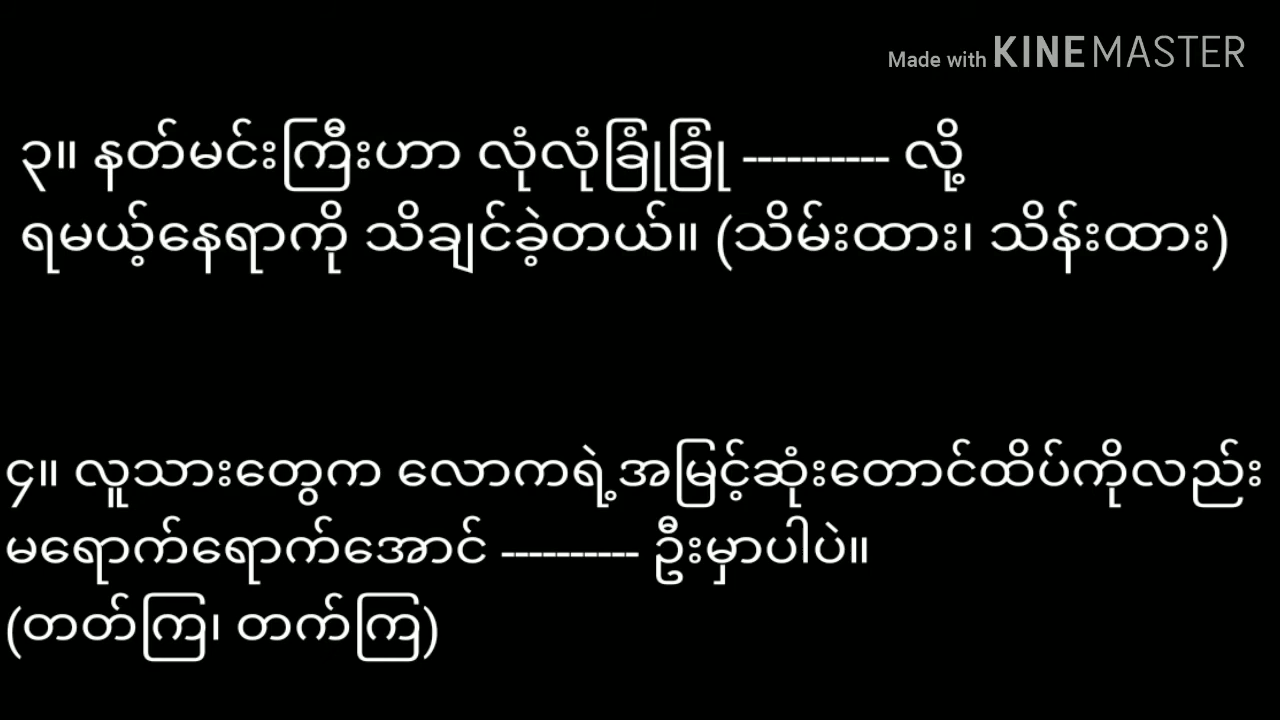 Made with KINEMASTER
၃။ နတ်မင်းကြီးဟာ လုံလုံခြုံခြုံ ---------- လို့
ရမယ့်နေရာကို သိချင်ခဲ့တယ်။ (သိမ်းထား၊ သိန်းထား)
၄။ လူသားတွေက လောကရဲ့အမြင့်ဆုံးတောင်ထိပ်ကိုလည်း
မရောက်ရောက်အောင် ---------- ဦးမှာပါပဲ။
(တတ်ကြ၊ တက်ကြ)